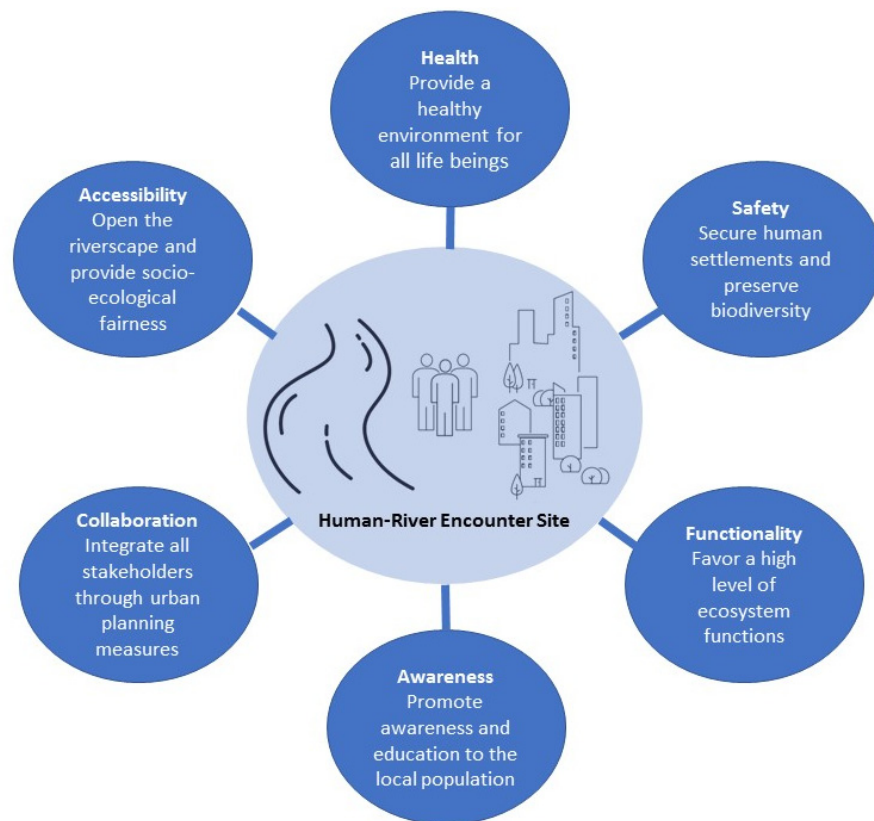 Health
Provide a
healthy
environment for
all life beings
Accessibility
Open the
riverscape and
provide socio-
ecological
fairness
Safety
Secure human
settlements and
preserve
biodiversity
Human-River Encounter Site
Collaboration
Integrate all
stakeholders
through urban
planning
measures
Functionality
Favor a high
level of
ecosystem
functions
Awareness
Promote
awareness and
education to the
local population